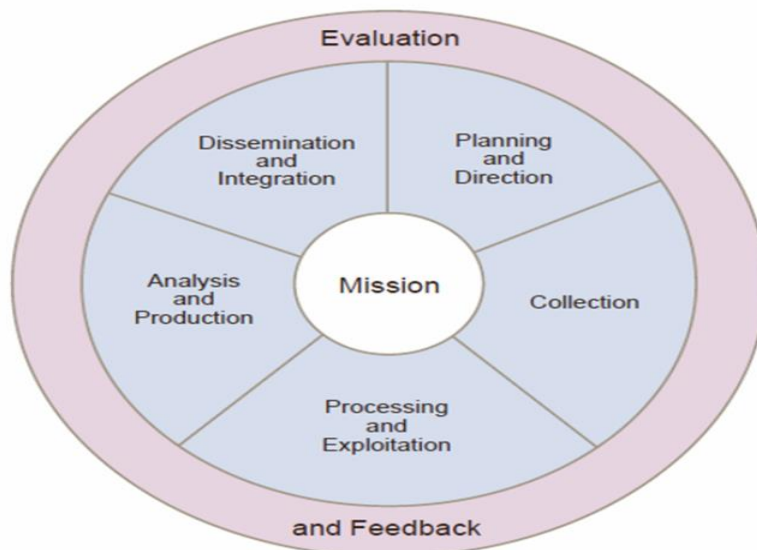 Evaluation
Dissemination
and
Integration
Planning
and
Direction
Analysis
and
Production
Mission
Collection
Processing
and
Exploitation
and Feedback